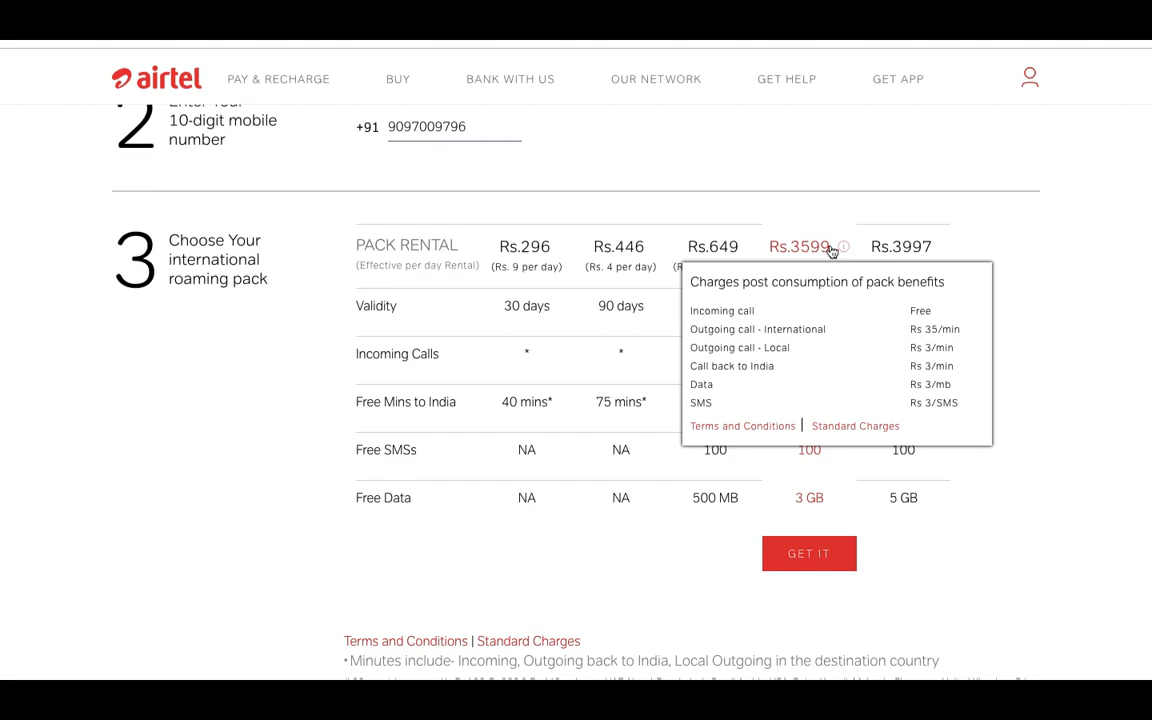 airtel PAY & RECHARGE BUY BANK WITH US OUR NETWORK GET HELP GET APP
2 Enter Your
10-digit mobile
number
+91 9097009796
3 Choose Your
international
roaming pack
PACK RENTAL Rs.296 Rs.446 Rs.649 Rs.3599 Rs.3997
(Effective per day Rental) (Rs. 9 per day) (Rs. 4 per day)
Charges post consumption of pack benefits
Incoming call Free
Outgoing call - International Rs 35/min
Outgoing call - Local Rs 3/min
Call back to India Rs 3/min
Data Rs 3/mb
SMS Rs 3/SMS
Terms and Conditions | Standard Charges
Validity 30 days 90 days
Incoming Calls * *
Free Mins to India 40 mins* 75 mins*
Free SMSs NA NA 100 100 100
Free Data NA NA 500 MB 3 GB 5 GB
GET IT
Terms and Conditions | Standard Charges
*Minutes include- Incoming, Outgoing back to India, Local Outgoing in the destination country